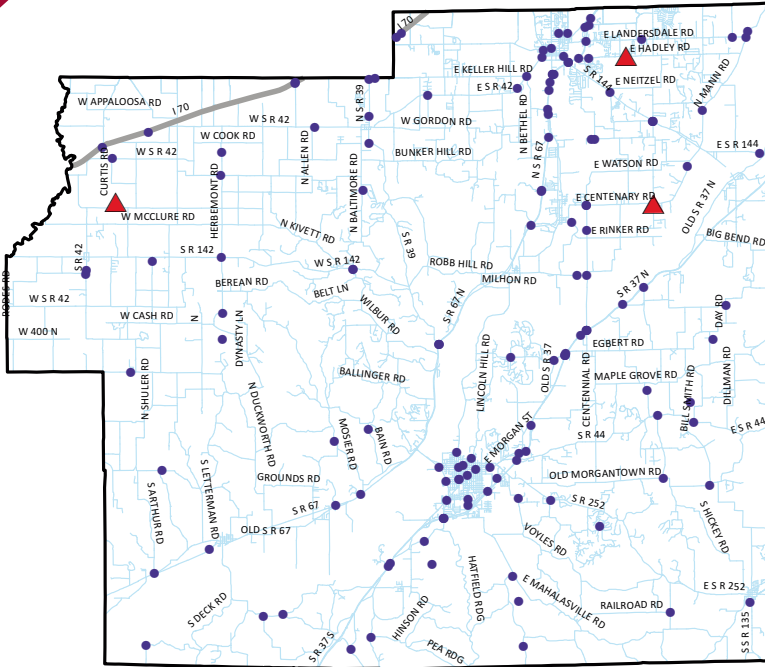 I 70
E LANDERSDALE RD
E HADLEY RD
E KELLER HILL RD
S R 144
E NEITZEL RD
E S R 42
N MANN RD
W APPALOOSA RD
I 70
N S R 39
W S R 42
W GORDON RD
N BETHEL RD
W COOK RD
N ALLEN RD
BUNKER HILL RD
E S R 144
W S R 42
CURTIS RD
N S R 67
E WATSON RD
HERBEMONT RD
N BALTIMORE RD
E CENTENARY RD
OLD S R 37 N
W MCCLURE RD
N KIVETT RD
E RINKER RD
BIG BEND RD
S R 39
S R 142
S R 42
W S R 142
ROBB HILL RD
MILHON RD
BEREAN RD
S R 37 N
W S R 42
BELT LN
WILBUR RD
S R 67 N
DAY RD
W CASH RD
N
W 400 N
DYNASTY LN
LINCOLN HILL RD
OLD S R 37
EGBERT RD
CENTENNIAL RD
DILLMAN RD
BALLINGER RD
MAPLE GROVE RD
N SHULER RD
BILL SMITH RD
N DUCKWORTH RD
MOSIER RD
BAIN RD
E MORGAN ST
S R 44
E S R 44
GROUNDS RD
OLD MORGANTOWN RD
S ARTHUR RD
S LETTERMAN RD
S R 67
S R 252
S HICKEY RD
OLD S R 67
VOYLES RD
HATFIELD RDG
E MAHALASVILLE RD
E S R 252
S DECK RD
HINSON RD
RAILROAD RD
S S R 135
S R 37 S
PEA RDG